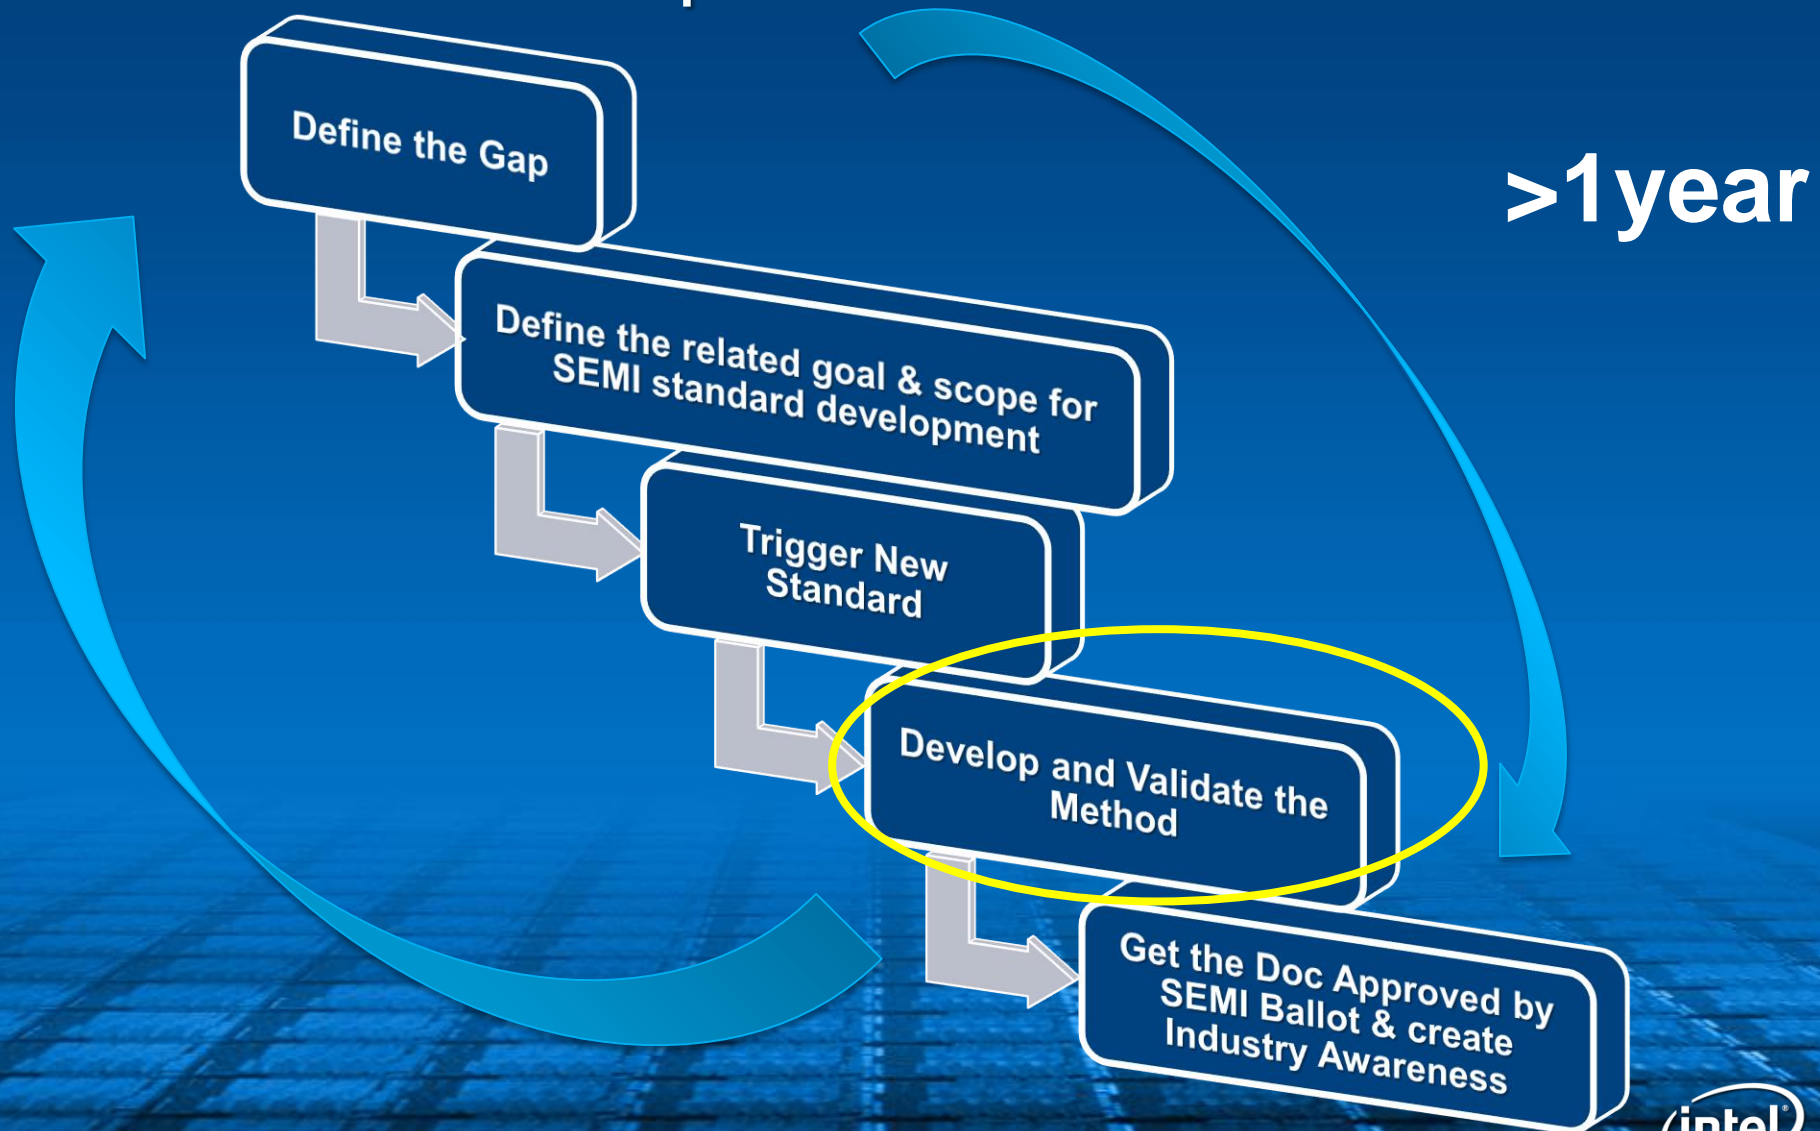 Define the Gap
>1year
Define the related goal & scope for
SEMI standard development
Trigger New
Standard
Develop and Validate the
Method
Get the Doc Approved by
SEMI Ballot & create
Industry Awareness
intel®